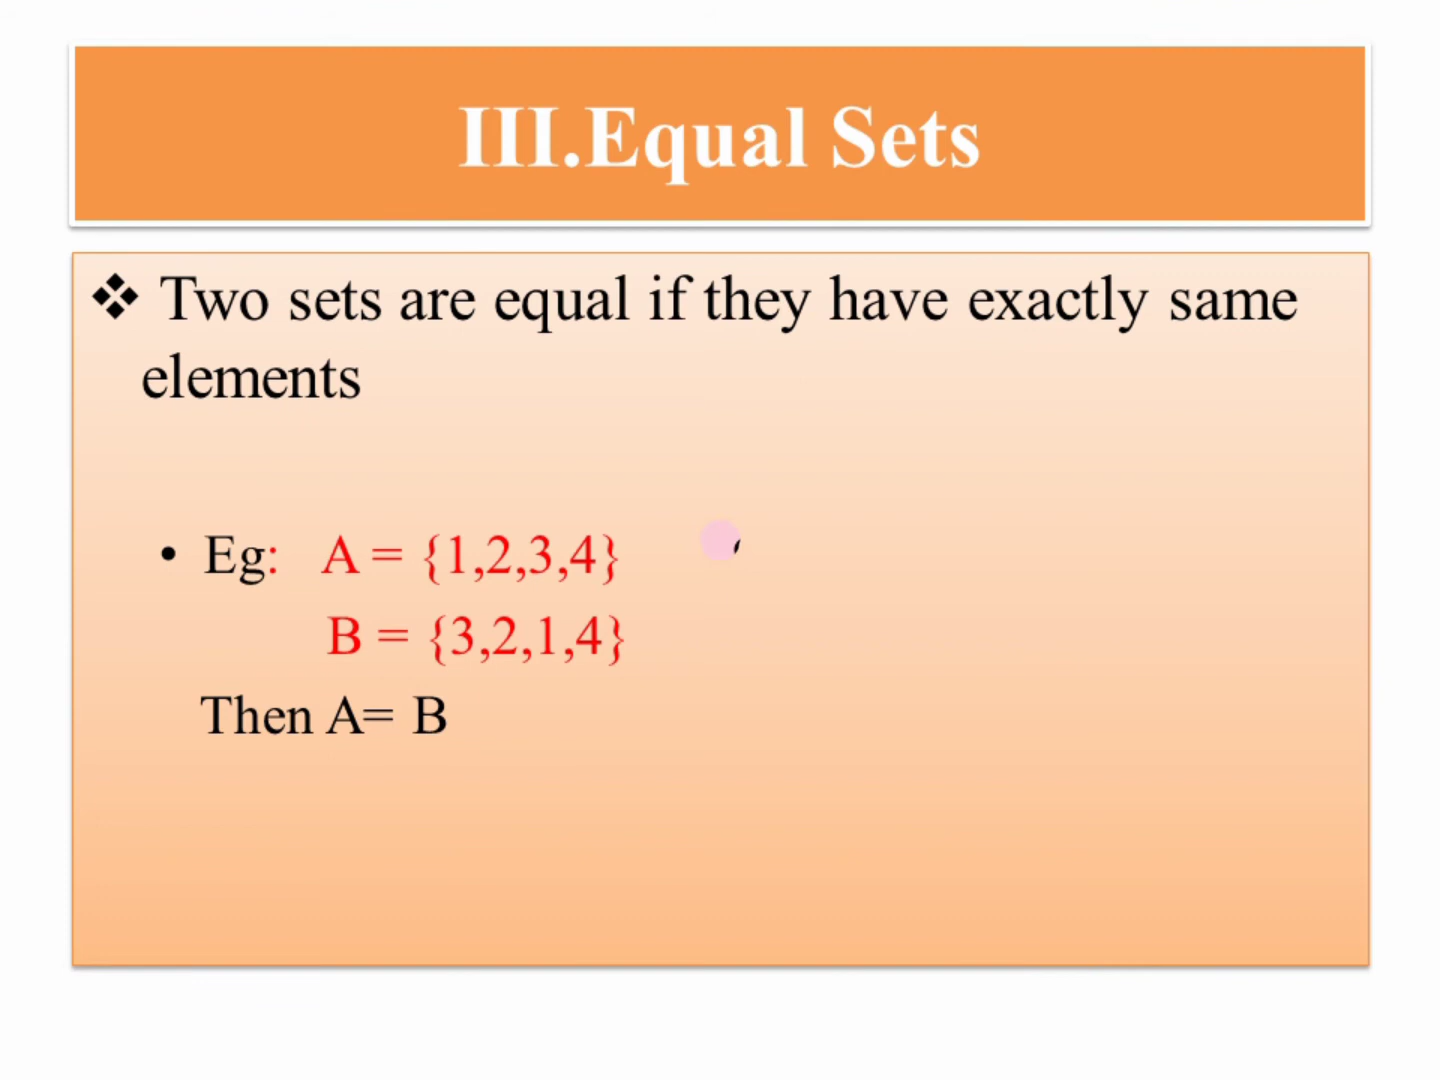 III.Equal Sets
❖ Two sets are equal if they have exactly same
elements
• Eg: A = {1,2,3,4}
B = {3,2,1,4}
Then A= B